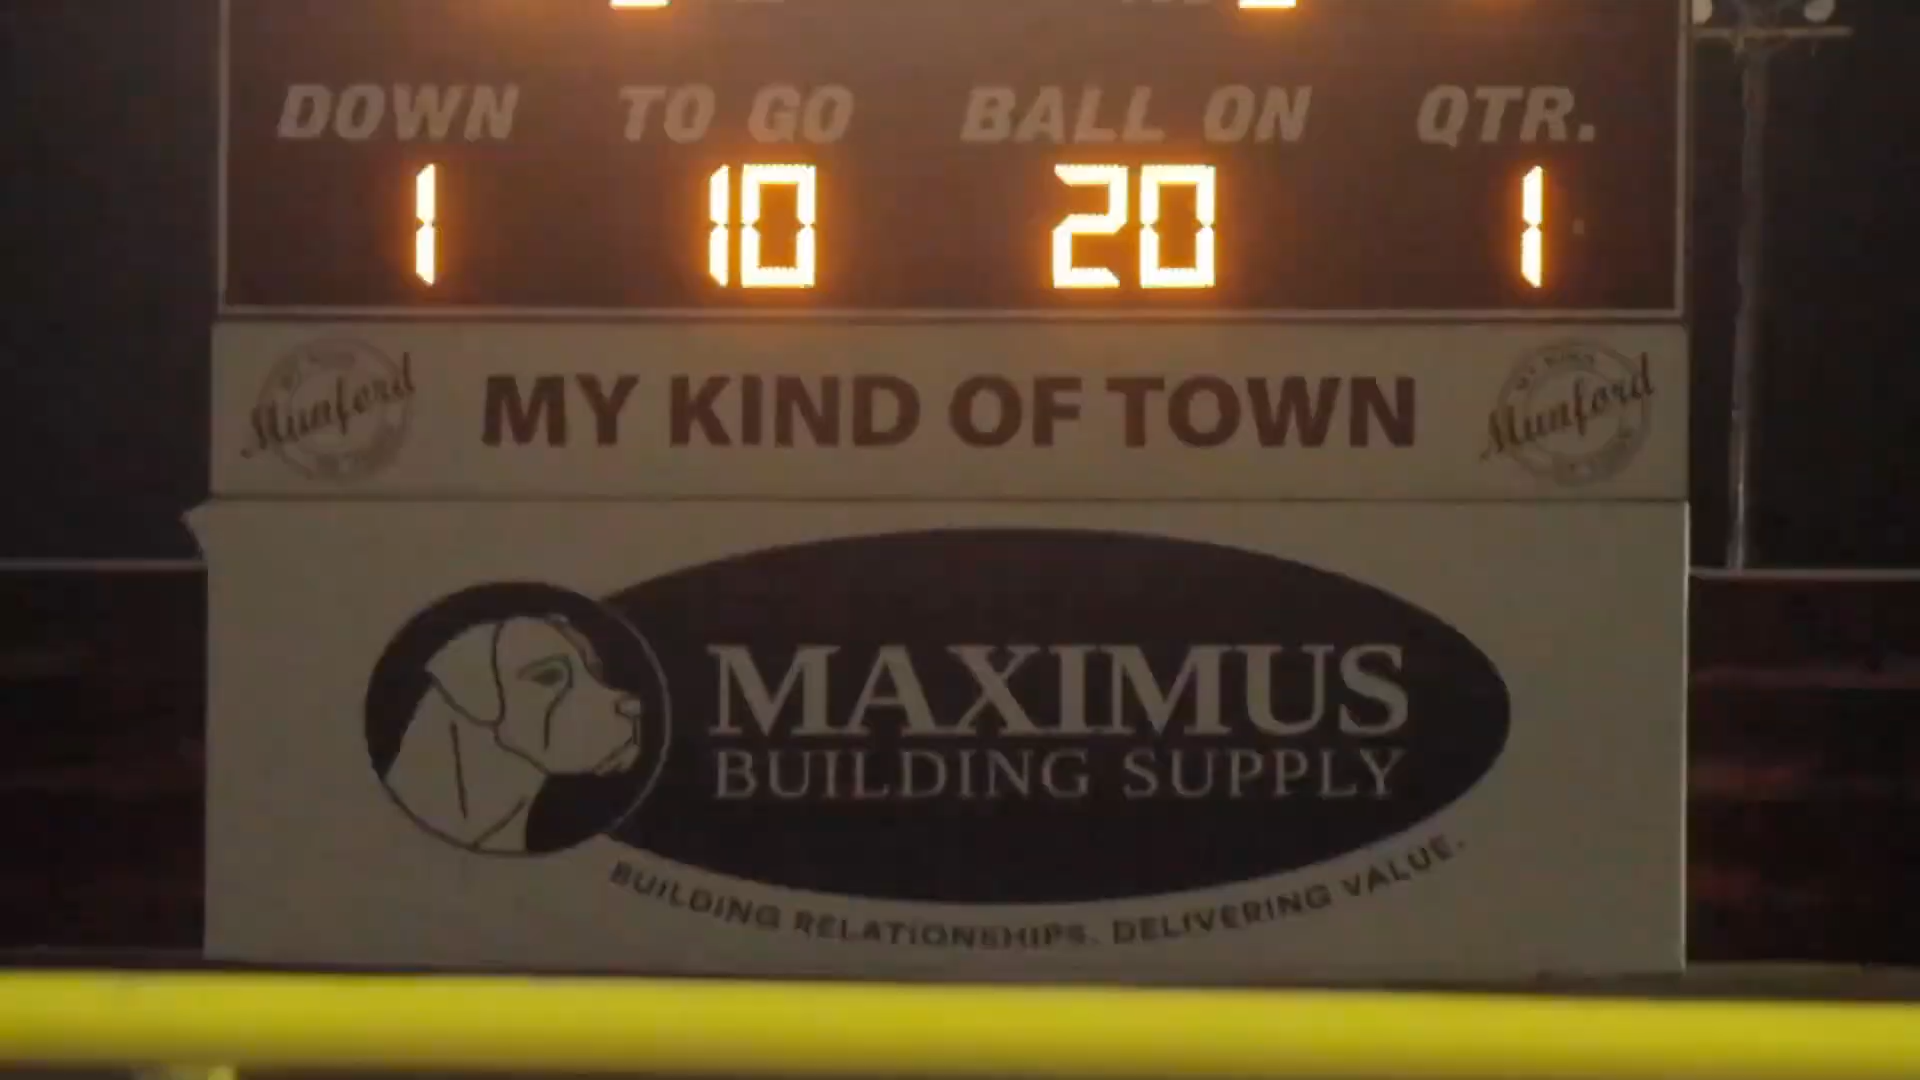 DOWN TO GO BALL ON QTR.
1 10 20 1
Munford MY KIND OF TOWN Munford
MAXIMUS
BUILDING SUPPLY
BUILDING RELATIONSHIPS. DELIVERING VALUE.